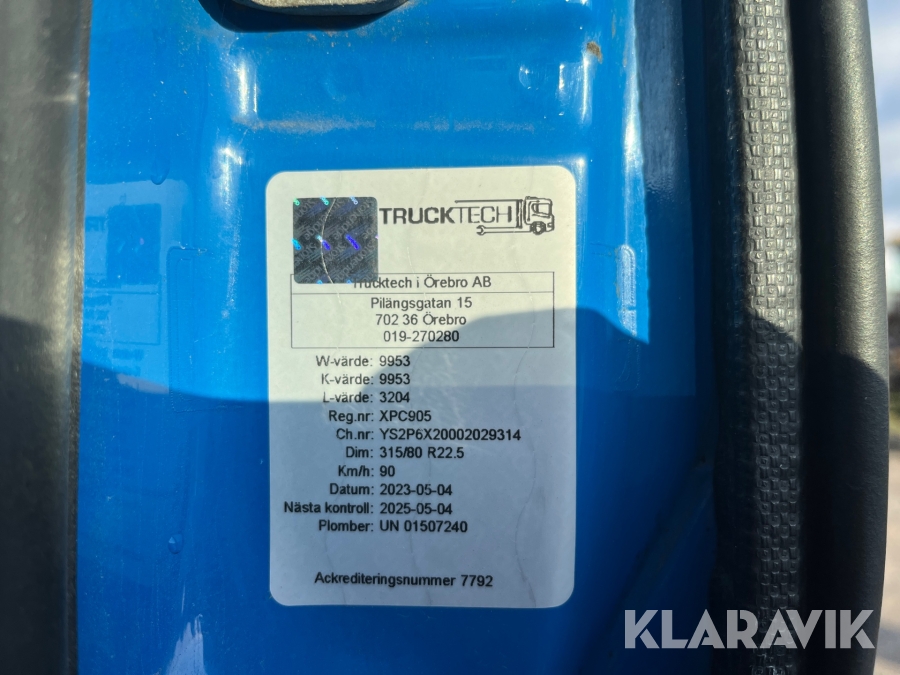 TRUCKTECH
Trucktech i Örebro AB
Pilängsgatan 15
702 36 Örebro
019-270280
W-värde: 9953
K-värde: 9953
L-värde: 3204
Reg.nr: XPC905
Ch.nr: YS2P6X20002029314
Dim: 315/80 R22.5
Km/h: 90
Datum: 2023-05-04
Nästa kontroll: 2025-05-04
Plomber: UN 01507240
Ackrediteringsnummer 7792
KLARAVIK